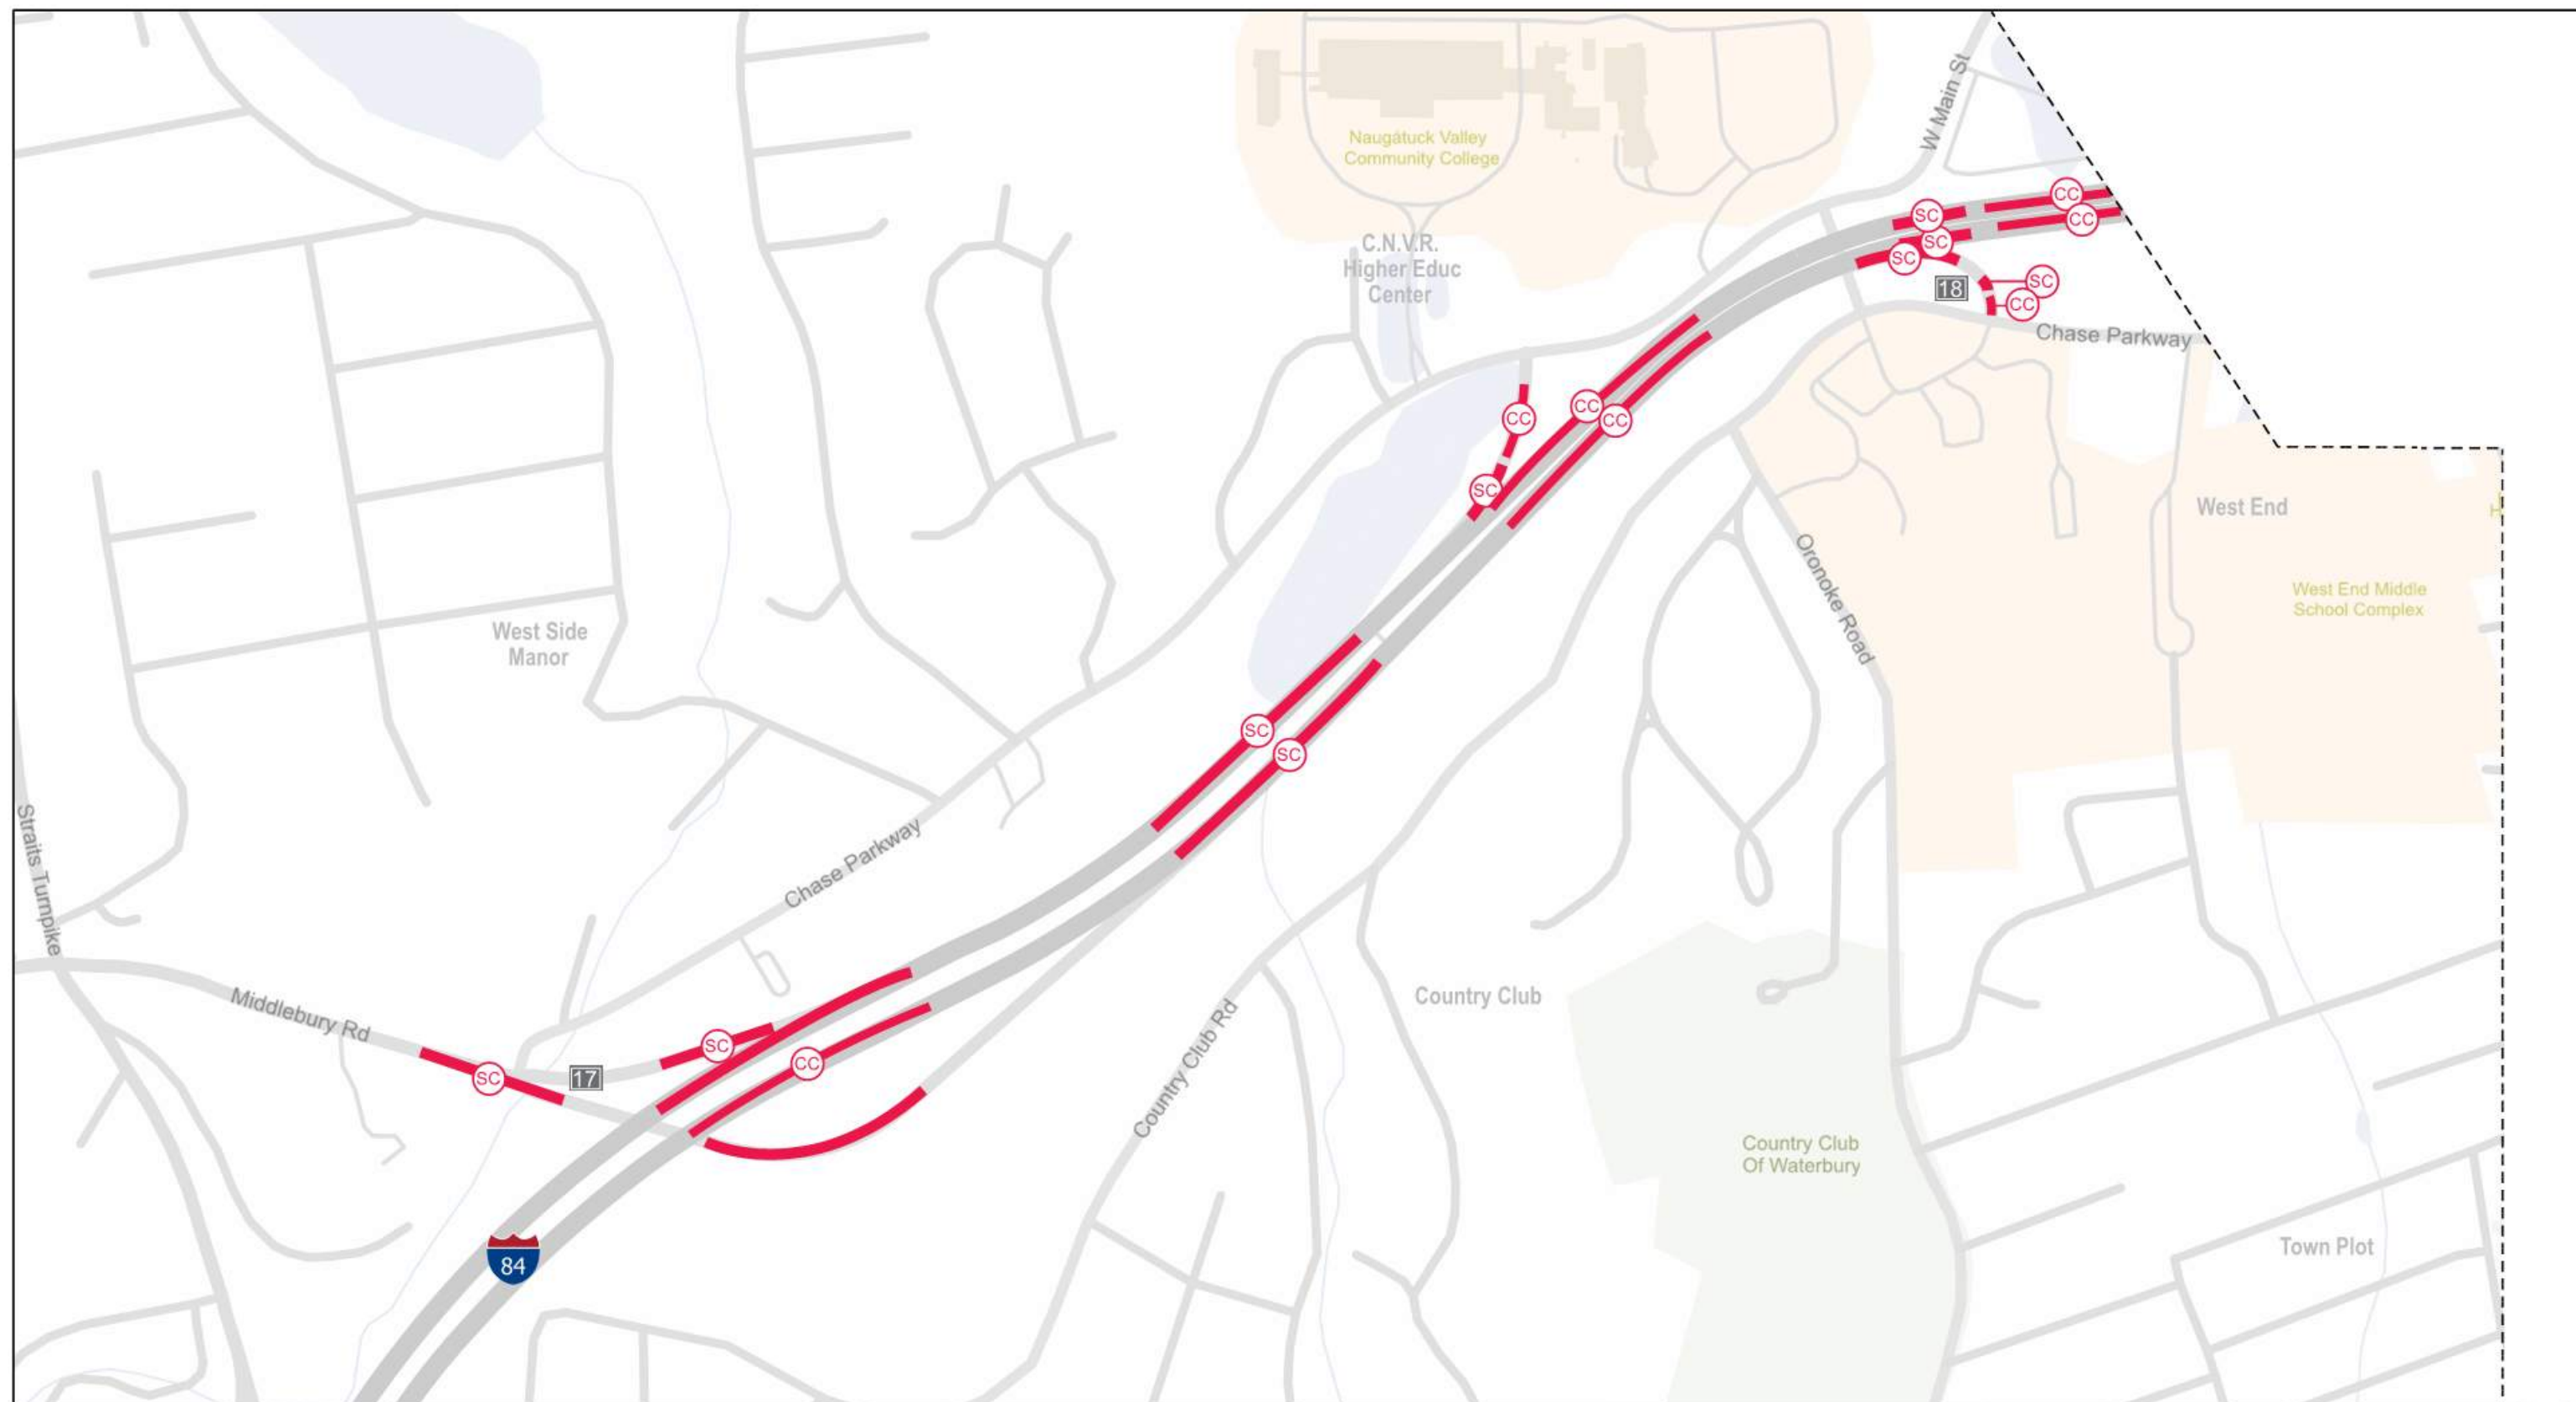 W Main St
Naugatuck Valley
Community College
CC
CC
SC
SC
SC
C.N.V.R.
Higher Educ
Center
18
SC
CC
Chase Parkway
CC
CC
CC
SC
West End
H
Oronoke Road
West End Middle
School Complex
West Side
Manor
SC
SC
Straits Turnpike
Chase Parkway
Middlebury Rd
Country Club Rd
Country Club
SC
CC
SC
17
Country Club
Of Waterbury
84
Town Plot